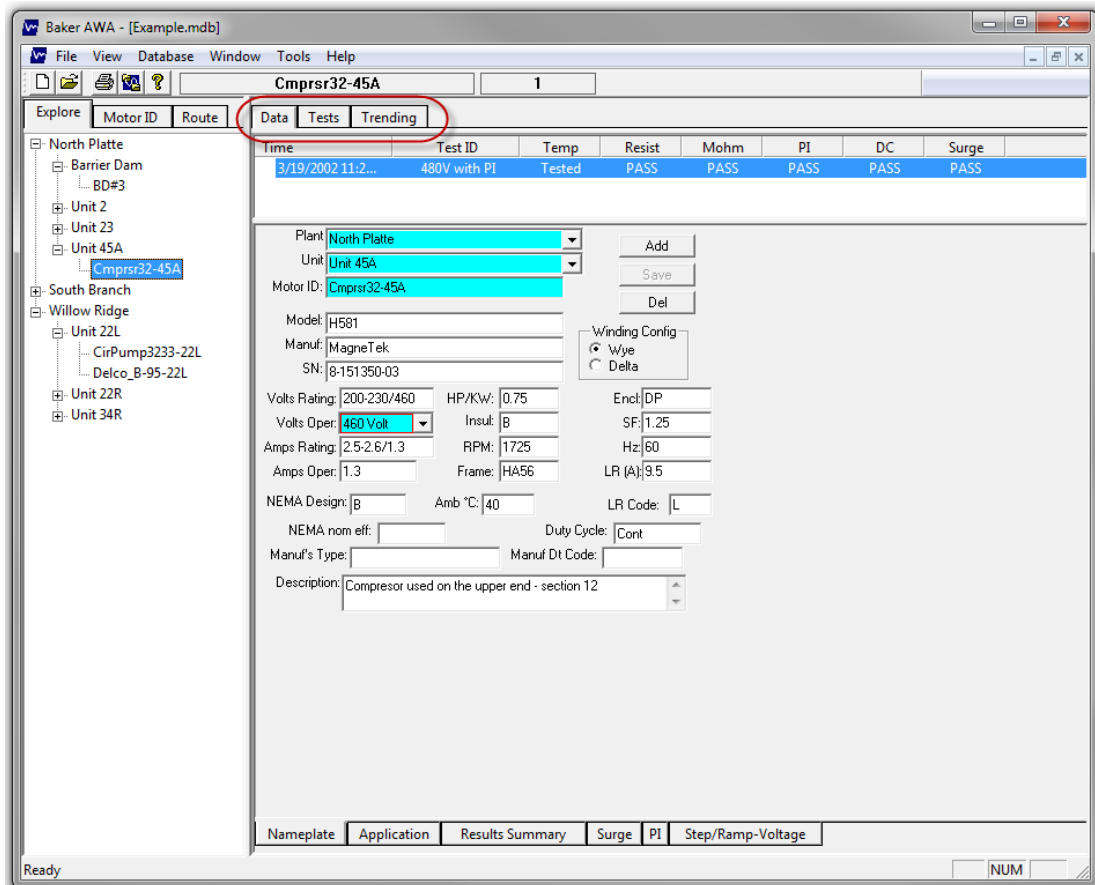 Baker AWA - [Example.mdb]
File View Database Window Tools Help
Cmprsr32-45A 1
Explore Motor ID Route Data Tests Trending
Time Test ID Temp Resist Mohm PI DC Surge
3/19/2002 11:2... 480V with PI Tested PASS PASS PASS PASS PASS
North Platte
Barrier Dam
BD#3
Unit 2
Unit 23
Unit 45A
Cmprsr32-45A
South Branch
Willow Ridge
Unit 22L
CirPump3233-22L
Delco_B-95-22L
Unit 22R
Unit 34R
Plant North Platte Add
Unit Unit 45A Save
Motor ID: Cmprsr32-45A Del
Model: H581 Winding Config
Manuf: MagneTek Wye
SN: 8-151350-03 Delta
Volts Rating: 200-230/460 HP/KW: 0.75 Encl: DP
Volts Oper: 460 Volt Insul: B SF: 1.25
Amps Rating: 2.5-2.6/1.3 RPM: 1725 Hz: 60
Amps Oper: 1.3 Frame: HA56 LR (A): 9.5
NEMA Design: B Amb °C: 40 LR Code: L
NEMA nom eff: Duty Cycle: Cont
Manuf's Type: Manuf Dt Code:
Description: Compresor used on the upper end - section 12
Nameplate Application Results Summary Surge PI Step/Ramp-Voltage
Ready NUM